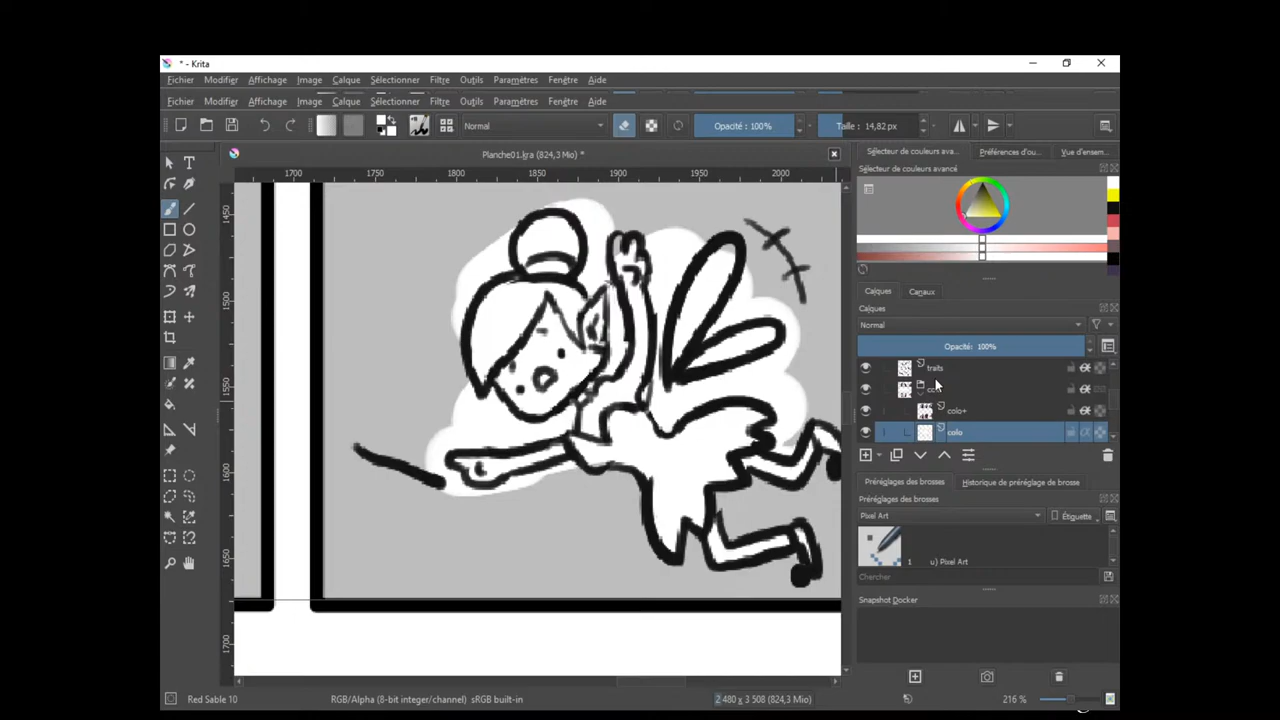 * - Krita
Fichier Modifier Affichage Image Calque Sélectionner Filtre Outils Paramètres Fenêtre Aide
Fichier Modifier Affichage Image Calque Sélectionner Filtre Outils Paramètres Fenêtre Aide
Normal Opacité : 100% Taille : 14,82 px
Planche01.kra (824,3 Mio) *
Sélecteur de couleurs ava... Préférences d'ou... Vue d'ensem...
Sélecteur de couleurs avancé
1700 1750 1800 1850 1900 1950 2000
1450
1500
1550
1600
1650
1700
Calques Canaux
Calques
Normal
Opacité: 100%
traits
colo+
colo
Préréglages des brosses Historique de préréglage de brosse
Préréglages des brosses
Pixel Art Étiquette
1 u) Pixel Art
Chercher
Snapshot Docker
Red Sable 10 RGB/Alpha (8-bit integer/channel) sRGB built-in 2 480 x 3 508 (824,3 Mio) 216 %